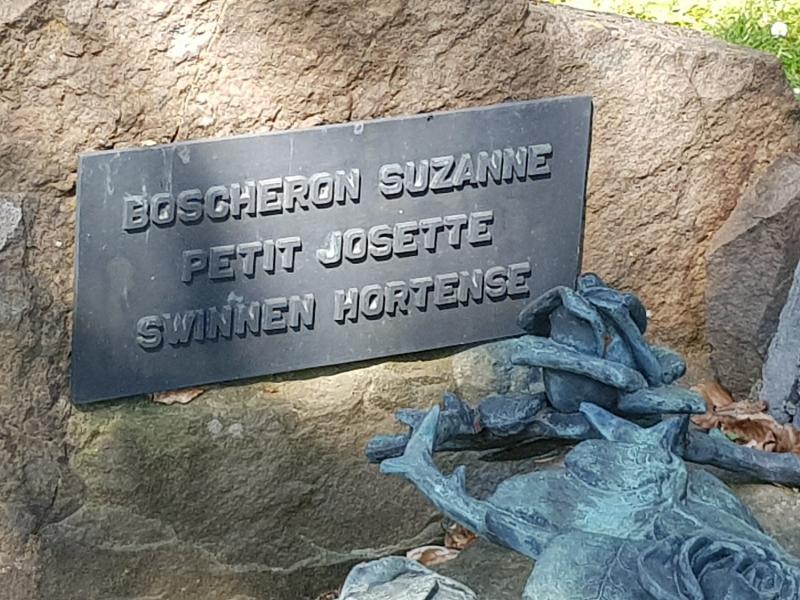 BOSCHERON SUZANNE
PETIT JOSETTE
SWINNEN HORTENSE